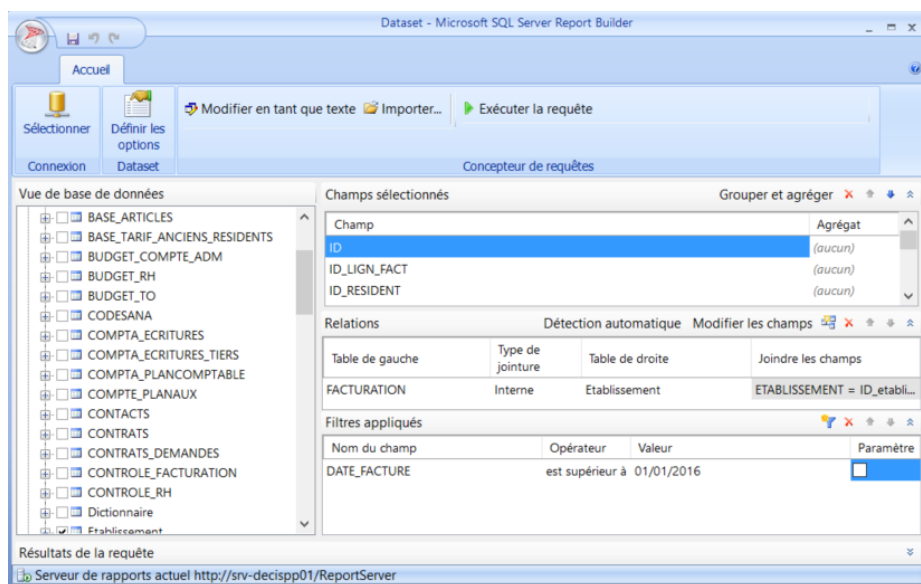 Dataset - Microsoft SQL Server Report Builder
Accueil
Modifier en tant que texte Importer... Exécuter la requête
Sélectionner
Définir les options
Connexion Dataset Concepteur de requêtes
Vue de base de données
BASE_ARTICLES
BASE_TARIF_ANCIENS_RESIDENTS
BUDGET_COMPTE_ADM
BUDGET_RH
BUDGET_TO
CODESANA
COMPTA_ECRITURES
COMPTA_ECRITURES_TIERS
COMPTA_PLANCOMPTABLE
COMPTE_PLANAUX
CONTACTS
CONTRATS
CONTRATS_DEMANDES
CONTROLE_FACTURATION
CONTROLE_RH
Dictionnaire
Etablissement
Champs sélectionnés Grouper et agréger
Champ Agrégat
ID (aucun)
ID_LIGN_FACT (aucun)
ID_RESIDENT (aucun)
Relations Détection automatique Modifier les champs
Table de gauche Type de jointure Table de droite Joindre les champs
FACTURATION Interne Etablissement ETABLISSEMENT = ID_etabli...
Filtres appliqués
Nom du champ Opérateur Valeur Paramètre
DATE_FACTURE est supérieur à 01/01/2016
Résultats de la requête
Serveur de rapports actuel http://srv-decispp01/ReportServer